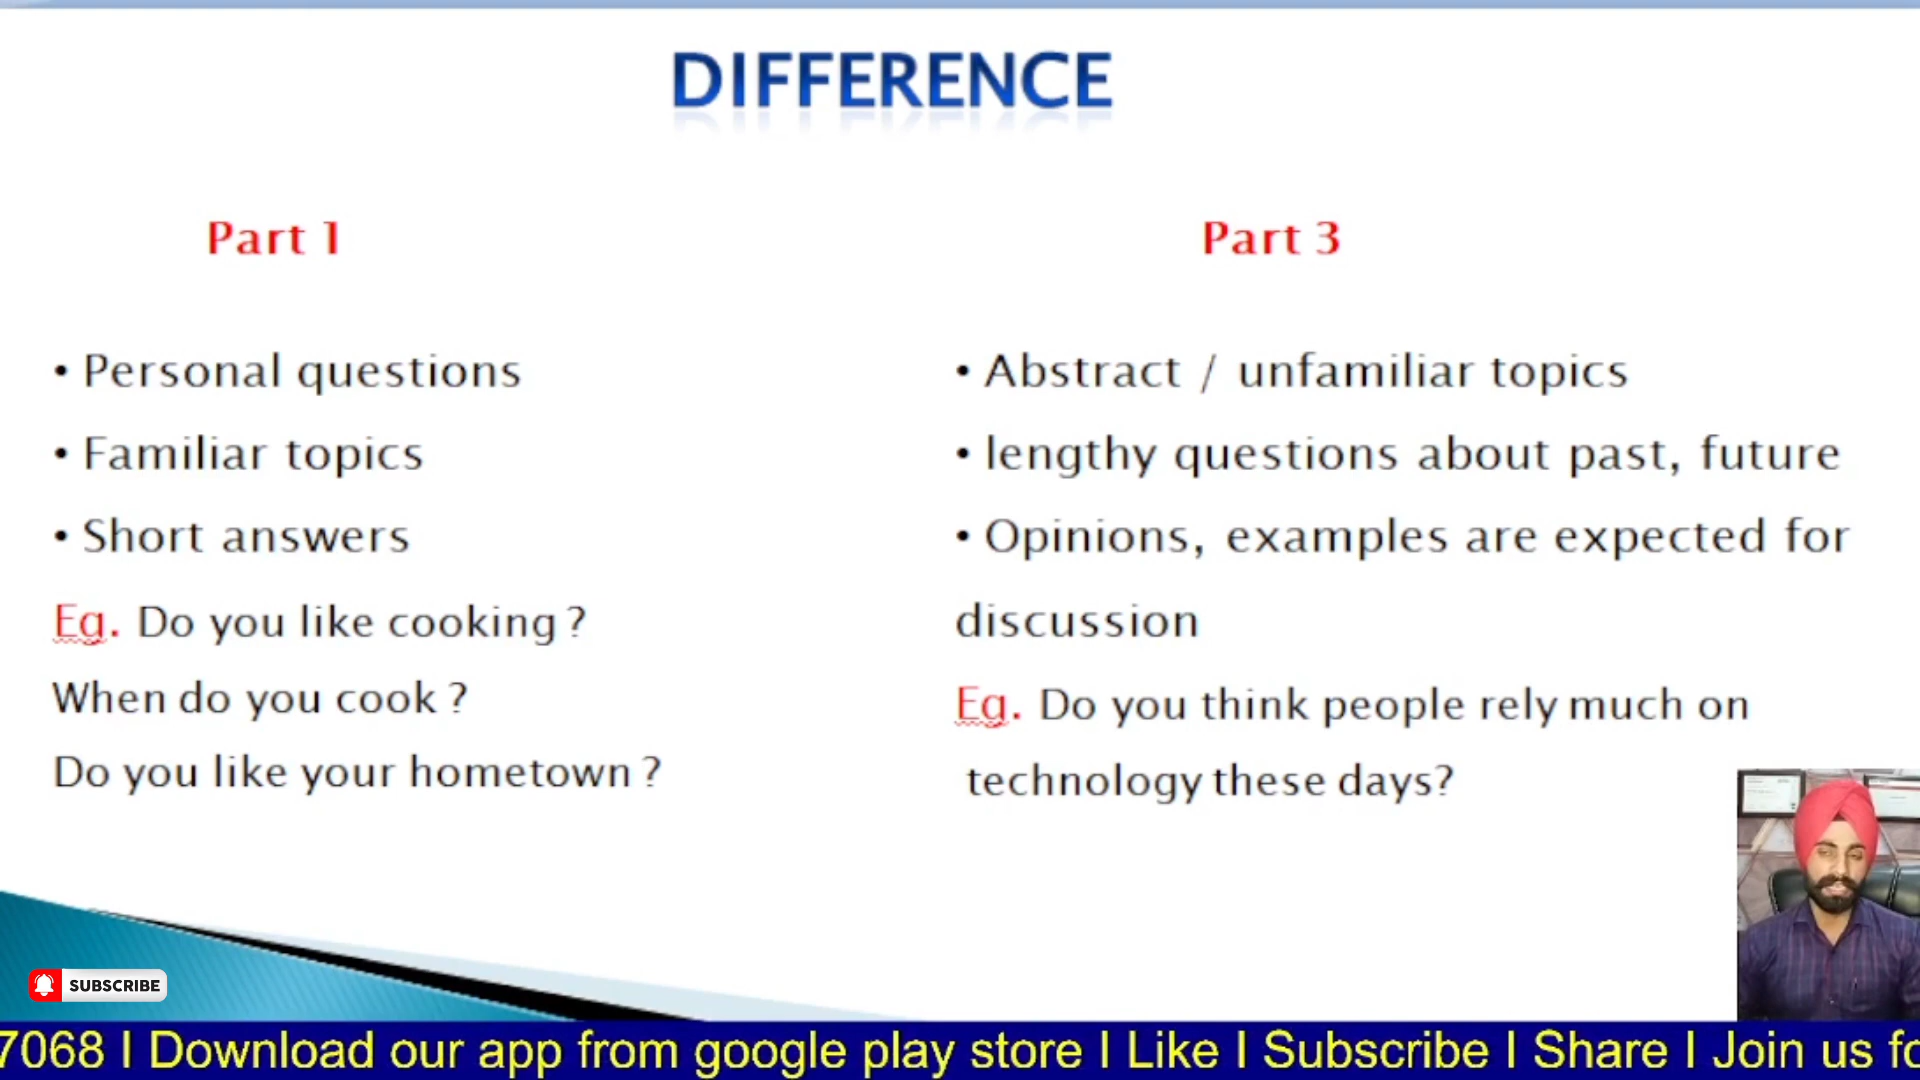 DIFFERENCE
Part 1
• Personal questions
• Familiar topics
• Short answers
Eg. Do you like cooking ?
When do you cook ?
Do you like your hometown ?
Part 3
• Abstract / unfamiliar topics
• lengthy questions about past, future
• Opinions, examples are expected for
discussion
Eg. Do you think people rely much on
technology these days?
SUBSCRIBE
7068 I Download our app from google play store I Like I Subscribe I Share I Join us fo